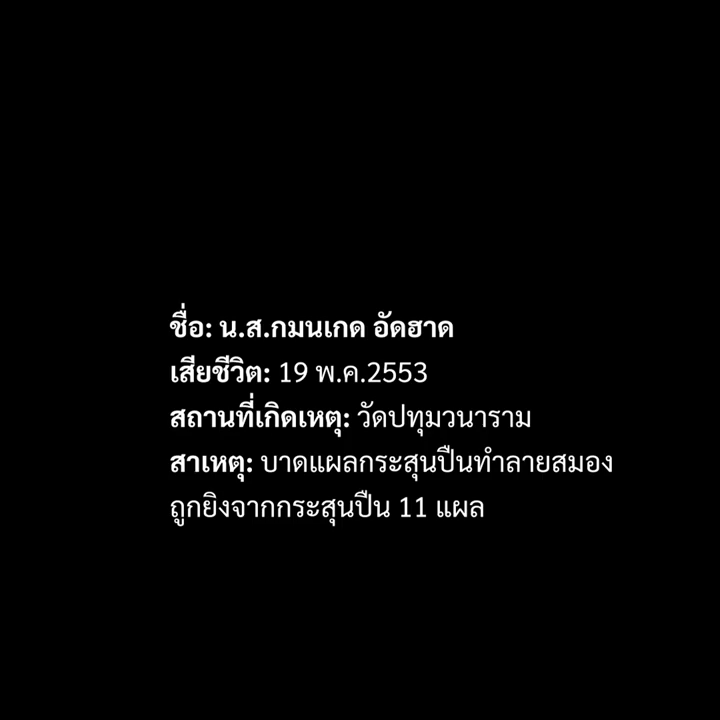 ชื่อ: น.ส.กมนเกด อัดฮาด
เสียชีวิต: 19 พ.ค.2553
สถานที่เกิดเหตุ: วัดปทุมวนาราม
สาเหตุ: บาดแผลกระสุนปืนทำลายสมอง
ถูกยิงจากกระสุนปืน 11 แผล